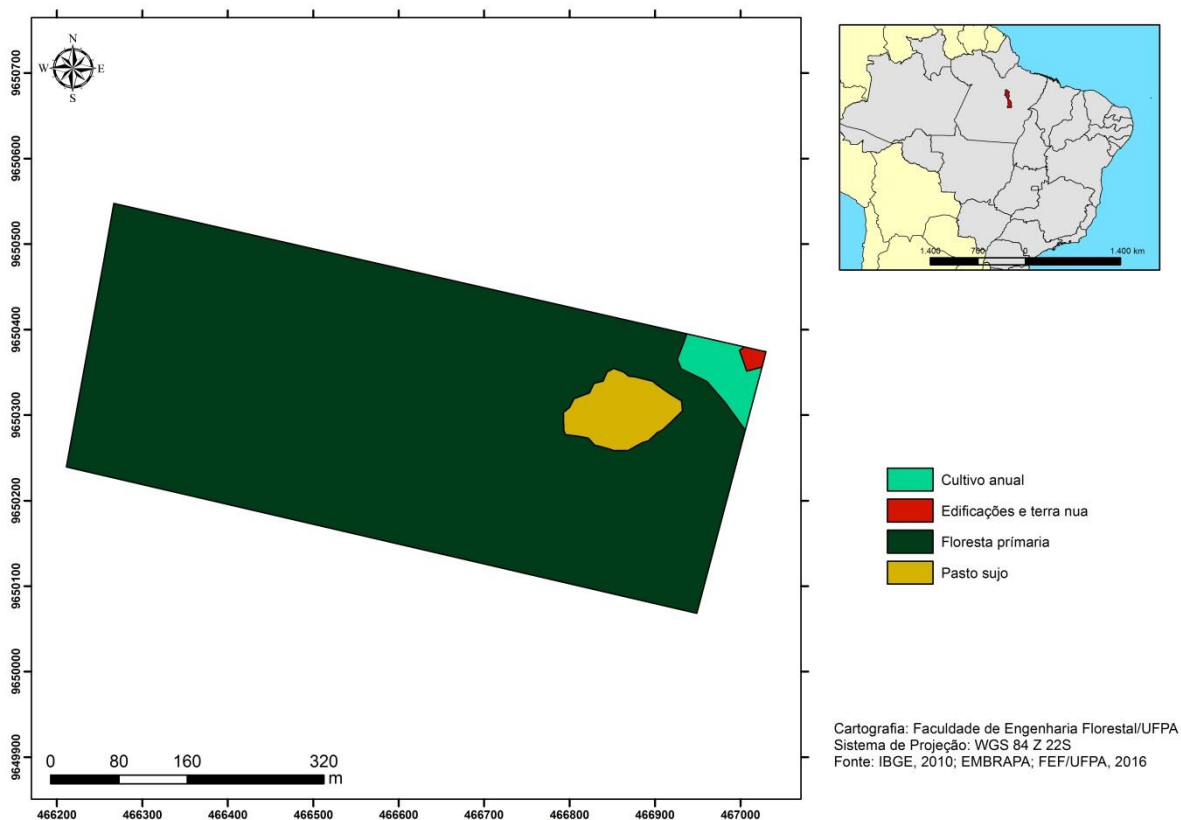 N
W E
S
9650700
9650600
9650500
9650400
9650300
9650200
9650100
9650000
9649900
0 80 160 320
m
466200 466300 466400 466500 466600 466700 466800 466900 467000
1.400 700 0 1.400 km
Cultivo anual
Edificações e terra nua
Floresta prímaria
Pasto sujo
Cartografia: Faculdade de Engenharia Florestal/UFPA
Sistema de Projeção: WGS 84 Z 22S
Fonte: IBGE, 2010; EMBRAPA; FEF/UFPA, 2016